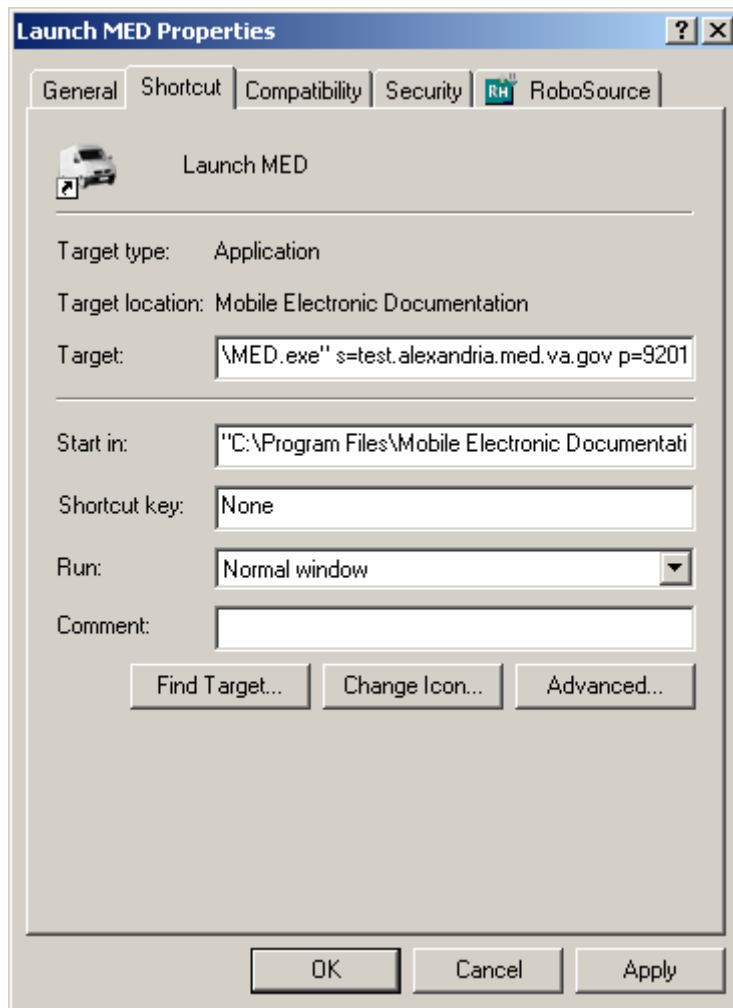 Launch MED Properties
General Shortcut Compatibility Security RH RoboSource
Launch MED
Target type: Application
Target location: Mobile Electronic Documentation
Target: \MED.exe" s=test.alexandria.med.va.gov p=9201
Start in: "C:\Program Files\Mobile Electronic Documentati
Shortcut key: None
Run: Normal window
Comment:
Find Target... Change Icon... Advanced...
OK Cancel Apply